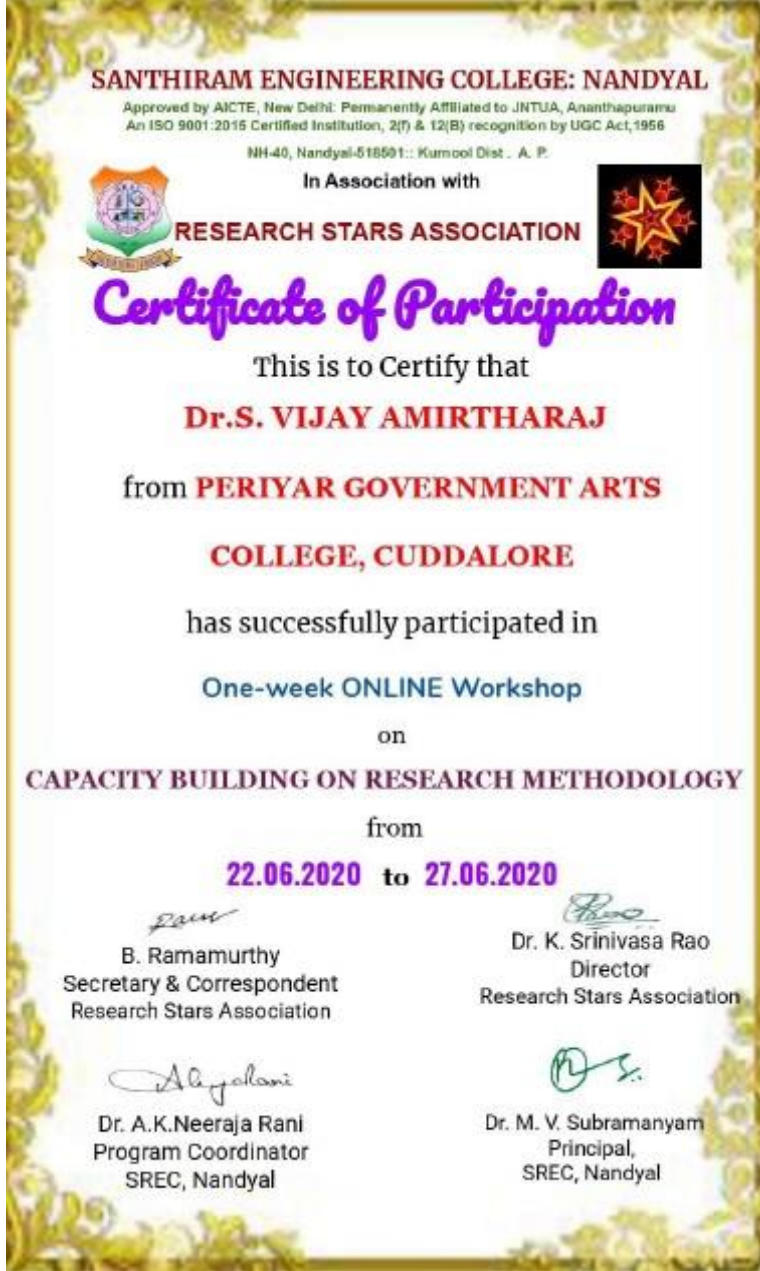 SANTHIRAM ENGINEERING COLLEGE: NANDYAL
Approved by AICTE, New Delhi: Permanently Affiliated to JNTUA, Ananthapuramu
An ISO 9001:2015 Certified Institution, 2(f) & 12(B) recognition by UGC Act,1956
NH-40, Nandyal-518501:: Kurnool Dist . A. P.
In Association with
RESEARCH STARS ASSOCIATION
Certificate of Participation
This is to Certify that
Dr.S. VIJAY AMIRTHARAJ
from PERIYAR GOVERNMENT ARTS
COLLEGE, CUDDALORE
has successfully participated in
One-week ONLINE Workshop
on
CAPACITY BUILDING ON RESEARCH METHODOLOGY
from
22.06.2020 to 27.06.2020
B. Ramamurthy
Secretary & Correspondent
Research Stars Association
Dr. K. Srinivasa Rao
Director
Research Stars Association
Dr. A.K.Neeraja Rani
Program Coordinator
SREC, Nandyal
Dr. M. V. Subramanyam
Principal,
SREC, Nandyal